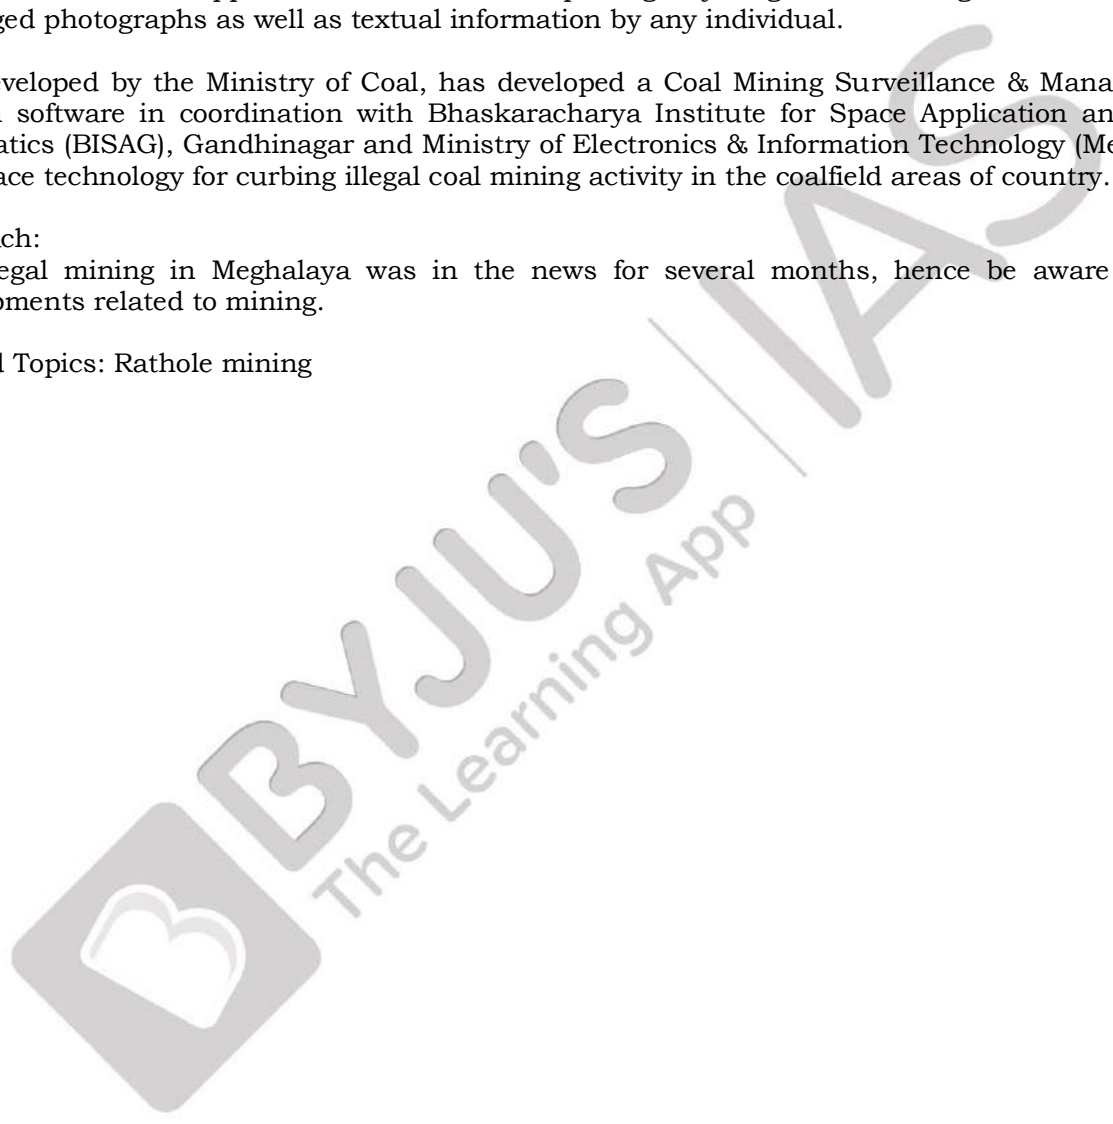 ged photographs as well as textual information by any individual.
eveloped by the Ministry of Coal, has developed a Coal Mining Surveillance & Mana
software in coordination with Bhaskaracharya Institute for Space Application an
atics (BISAG), Gandhinagar and Ministry of Electronics & Information Technology (Me
ace technology for curbing illegal coal mining activity in the coalfield areas of country.
ch:
egal mining in Meghalaya was in the news for several months, hence be aware
pments related to mining.
d Topics: Rathole mining
BYJU'S IAS
The Learning App